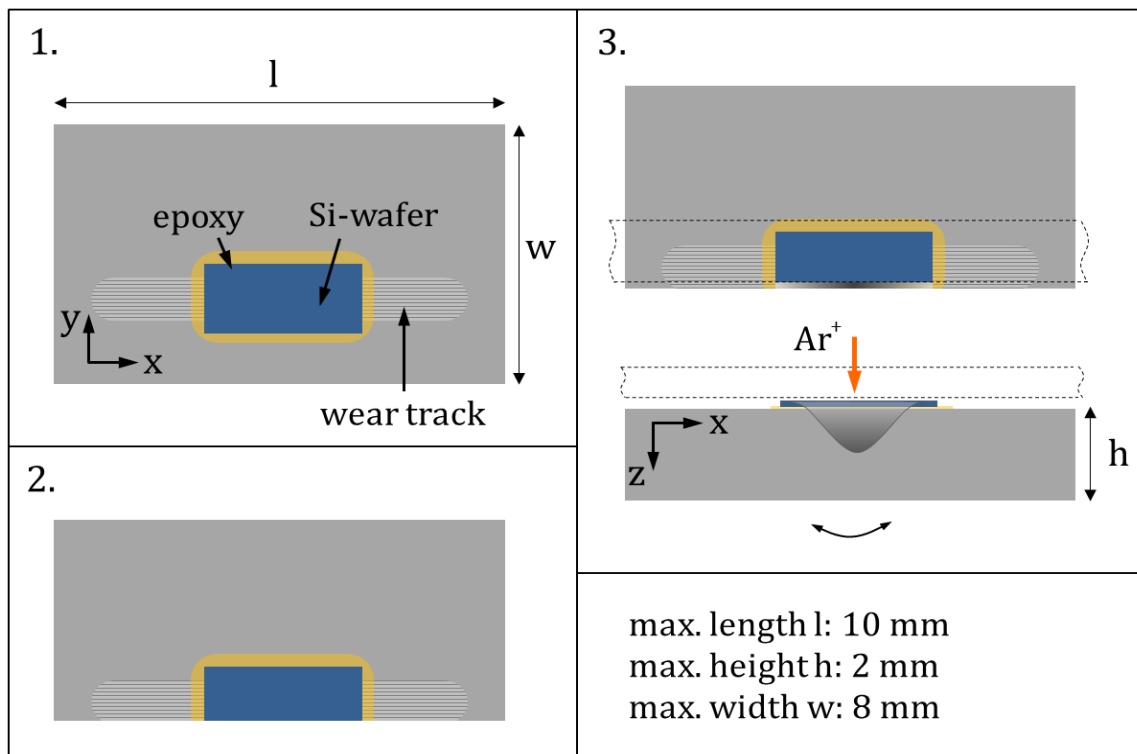 1.
l
epoxy
Si-wafer
w
y
x
wear track
2.
3.
Ar⁺
x
z
h
max. length l: 10 mm
max. height h: 2 mm
max. width w: 8 mm